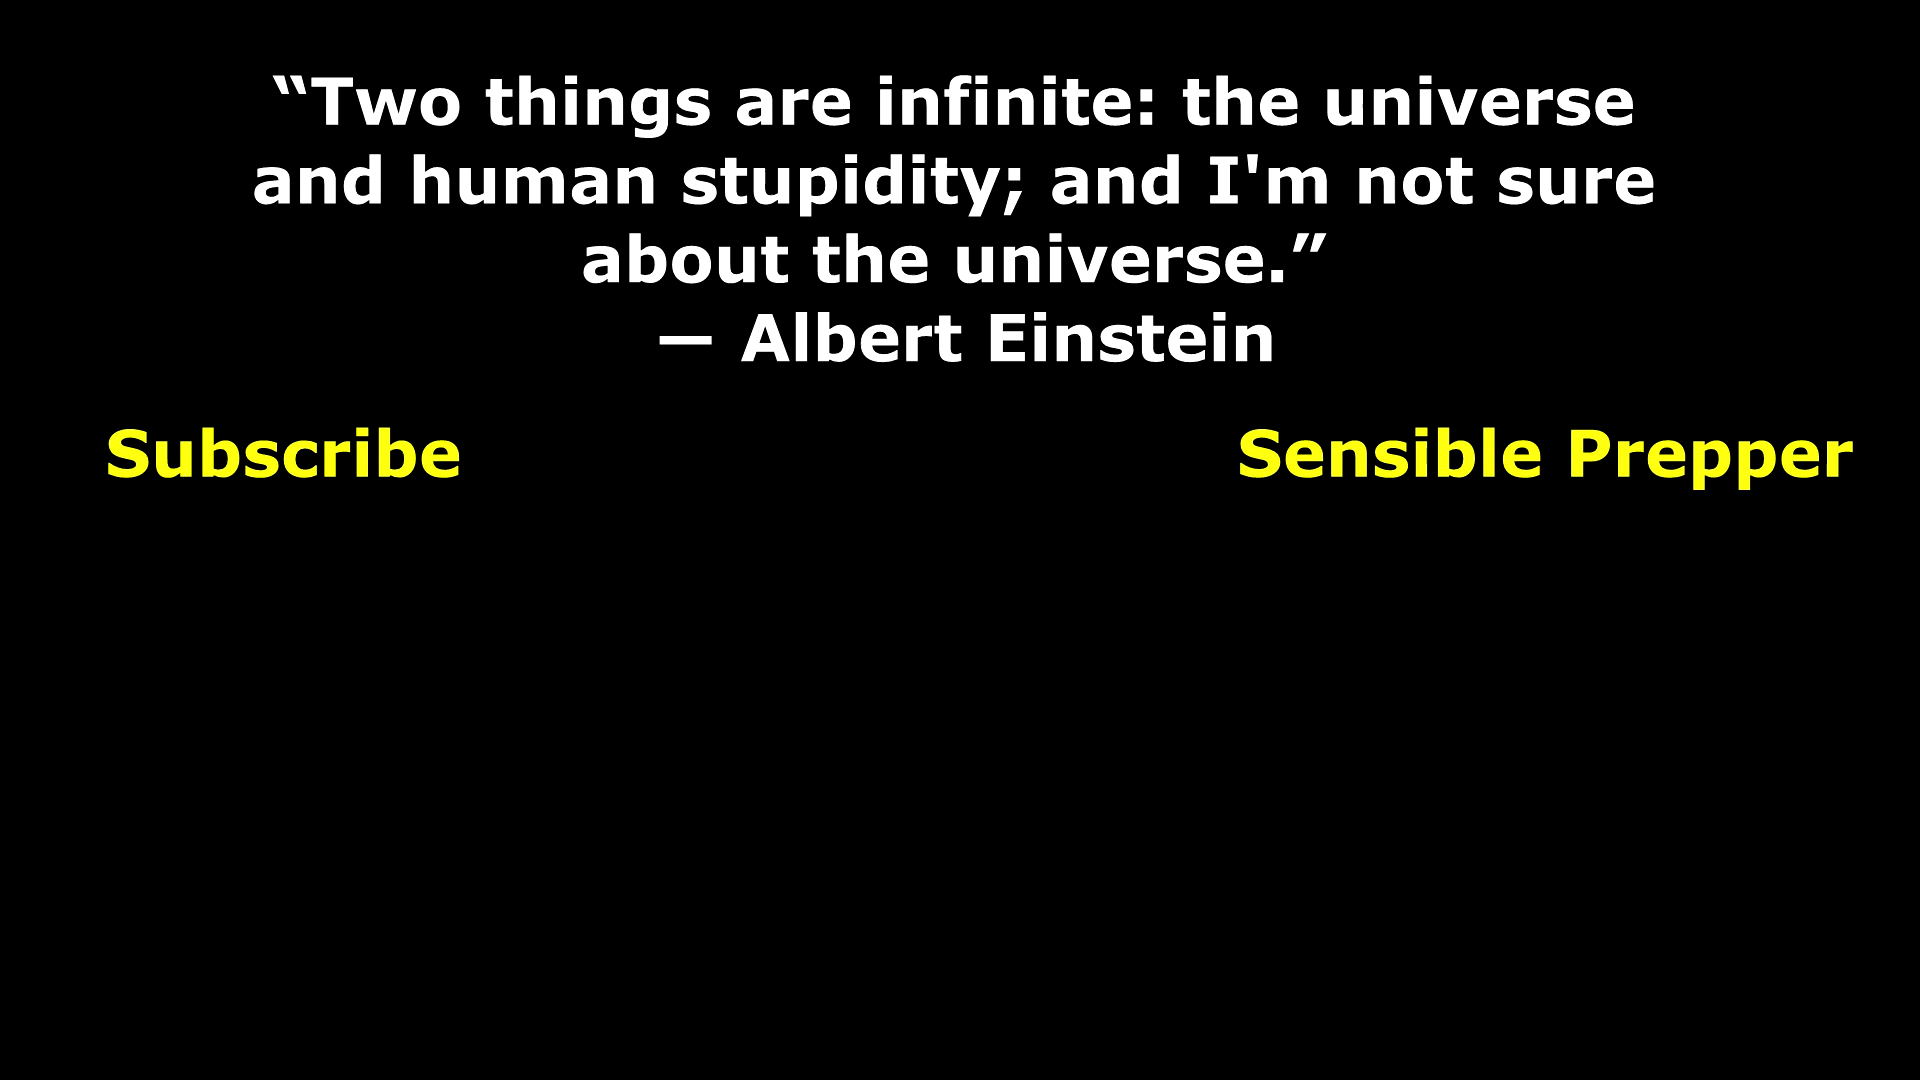 “Two things are infinite: the universe
and human stupidity; and I'm not sure
about the universe.”
— Albert Einstein
Subscribe
Sensible Prepper